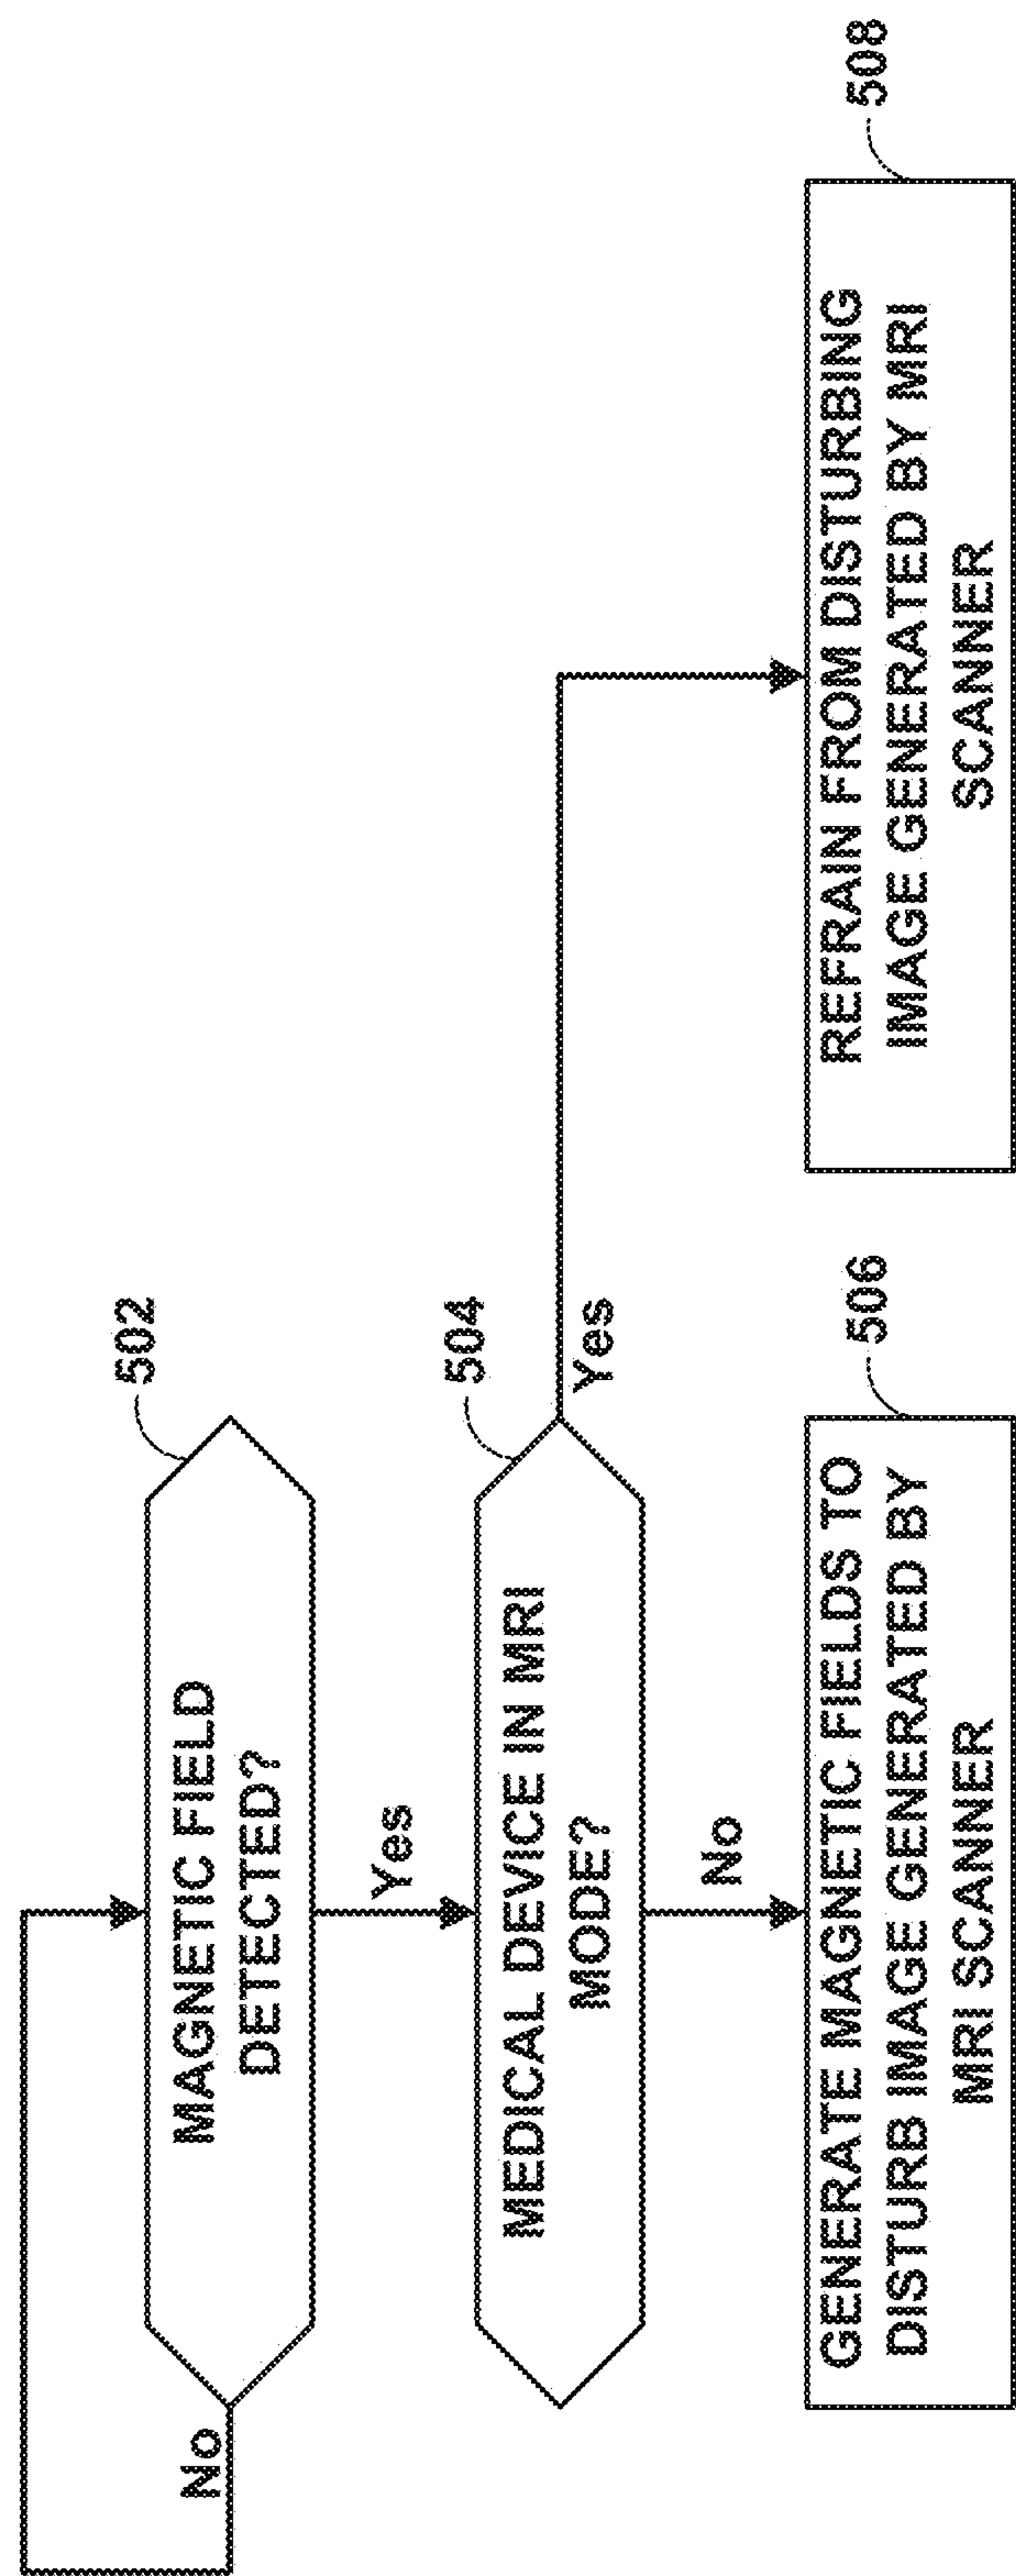 No
MAGNETIC FIELD
DETECTED?
502
Yes
MEDICAL DEVICE IN MRI
MODE?
504
Yes
No
GENERATE MAGNETIC FIELDS TO
DISTURB IMAGE GENERATED BY
MRI SCANNER
506
REFRAIN FROM DISTURBING
IMAGE GENERATED BY MRI
SCANNER
508